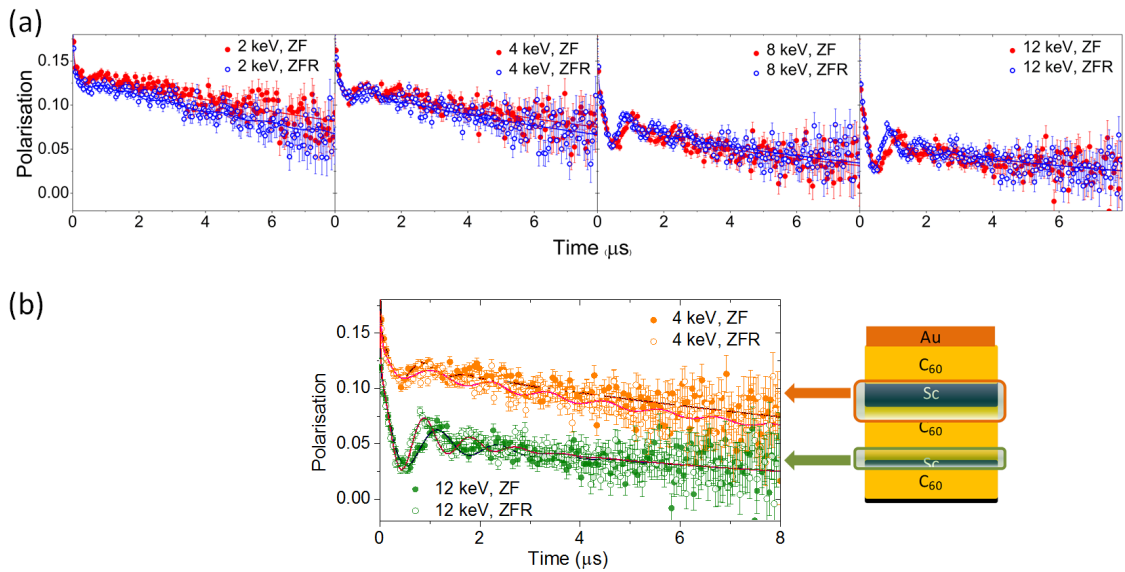 (a)
2 keV, ZF
2 keV, ZFR
4 keV, ZF
4 keV, ZFR
8 keV, ZF
8 keV, ZFR
12 keV, ZF
12 keV, ZFR
0.15
0.10
0.05
0.00
Polarisation
0 2 4 6 0 2 4 6 0 2 4 6 0 2 4 6
Time (μs)
(b)
4 keV, ZF
4 keV, ZFR
0.15
0.10
0.05
0.00
Polarisation
12 keV, ZF
12 keV, ZFR
0 2 4 6 8
Time (μs)
Au
C60
Sc
C60
Sc
C60